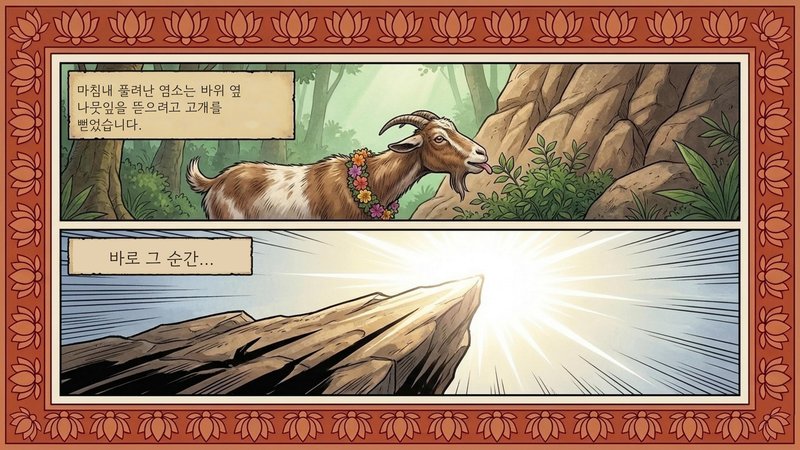 마침내 풀려난 염소는 바위 옆
나뭇잎을 뜯으려고 고개를
뻗었습니다.
바로 그 순간...